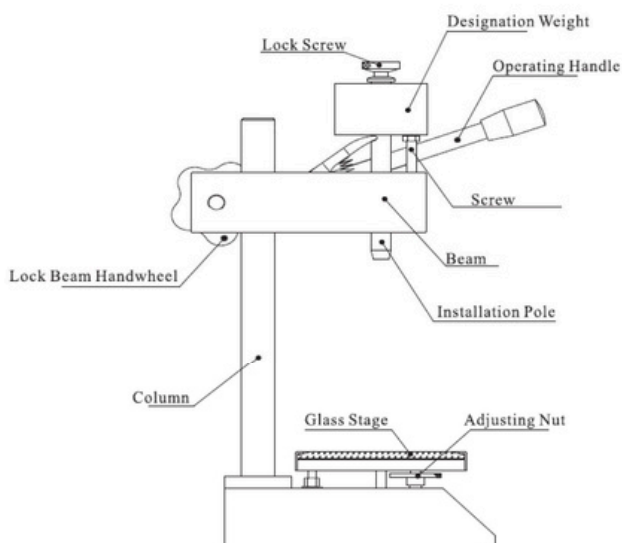 Designation Weight
Lock Screw
Operating Handle
Screw
Beam
Lock Beam Handwheel
Installation Pole
Column
Glass Stage
Adjusting Nut